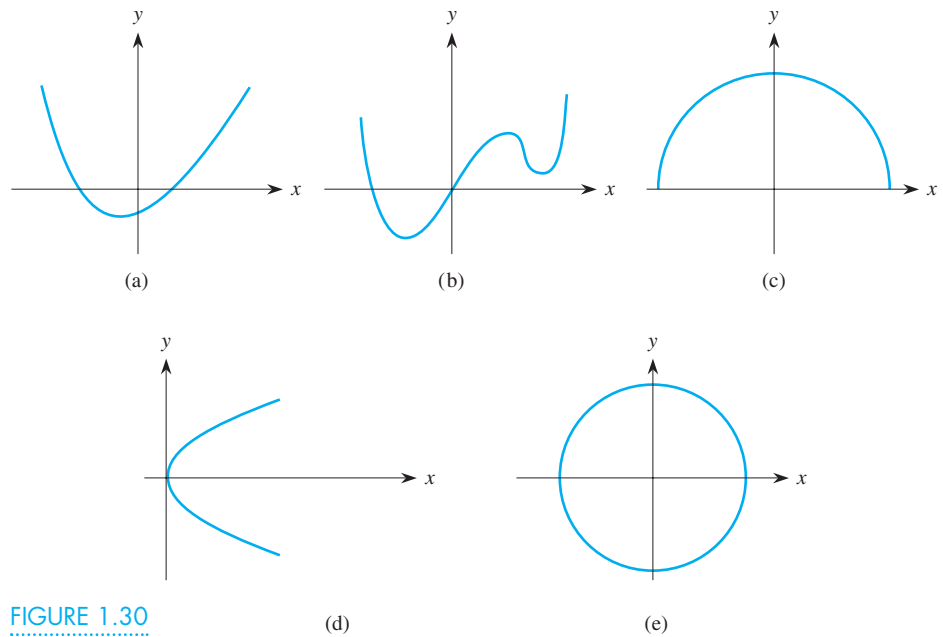 y y y
x x x
(a) (b) (c)
y y
x x
FIGURE 1.30 (d) (e)